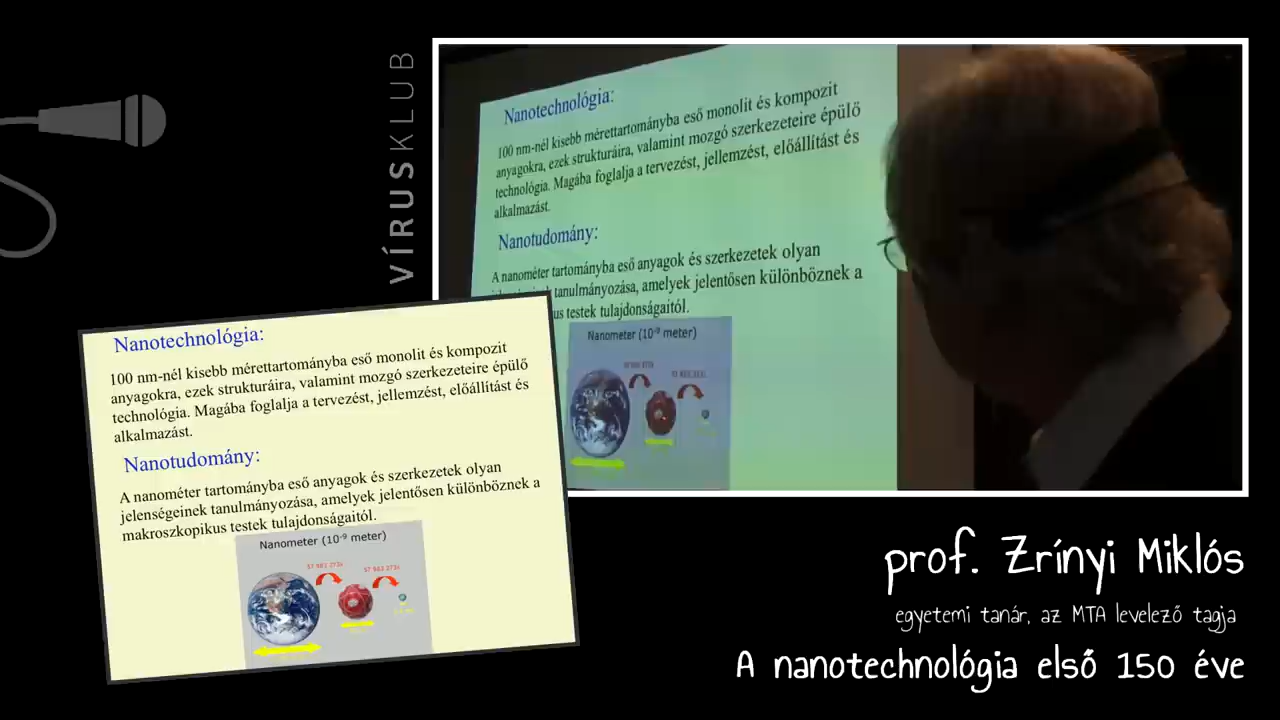 VÍRUSKLUB
Nanotechnológia:
100 nm-nél kisebb mérettartományba eső monolit és kompozit
anyagokra, ezek strukturáira, valamint mozgó szerkezeteire épülő
technológia. Magába foglalja a tervezést, jellemzést, előállítást és
alkalmazást.
Nanotudomány:
A nanométer tartományba eső anyagok és szerkezetek olyan
tanulmányozása, amelyek jelentősen különböznek a
us testek tulajdonságaitól.
Nanometer (10⁻⁹ meter)
Nanotechnológia:
100 nm-nél kisebb mérettartományba eső monolit és kompozit
anyagokra, ezek strukturáira, valamint mozgó szerkezeteire épülő
technológia. Magába foglalja a tervezést, jellemzést, előállítást és
alkalmazást.
Nanotudomány:
A nanométer tartományba eső anyagok és szerkezetek olyan
jelenségeinek tanulmányozása, amelyek jelentősen különböznek a
makroszkopikus testek tulajdonságaitól.
Nanometer (10⁻⁹ meter)
prof. Zrínyi Miklós
egyetemi tanár, az MTA levelező tagja
A nanotechnológia első 150 éve